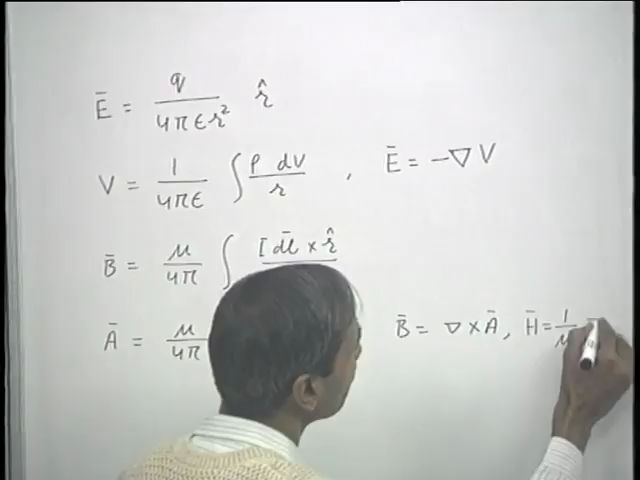 Ē = q / 4πϵr² r̂
V = 1 / 4πϵ ∫ ρ dV / r , Ē = -∇V
B̄ = μ / 4π ∫ I dl̄ × r̂
Ā = μ / 4π
B̄ = ∇ × Ā, H̄ = 1 / μ